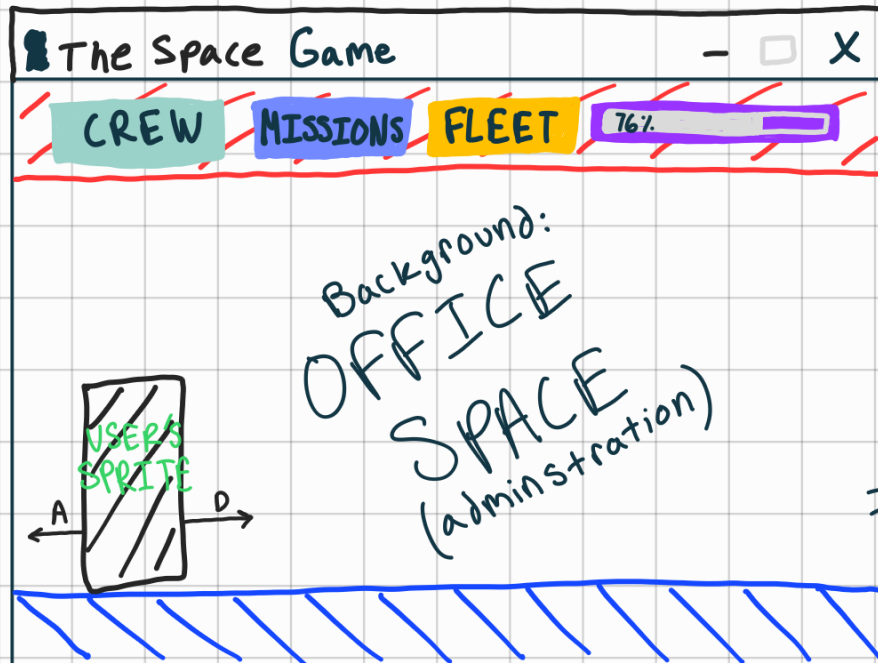 The Space Game
CREW
MISSIONS
FLEET
76%
Background:
OFFICE
SPACE
(adminstration)
USER'S
SPRITE
A
D